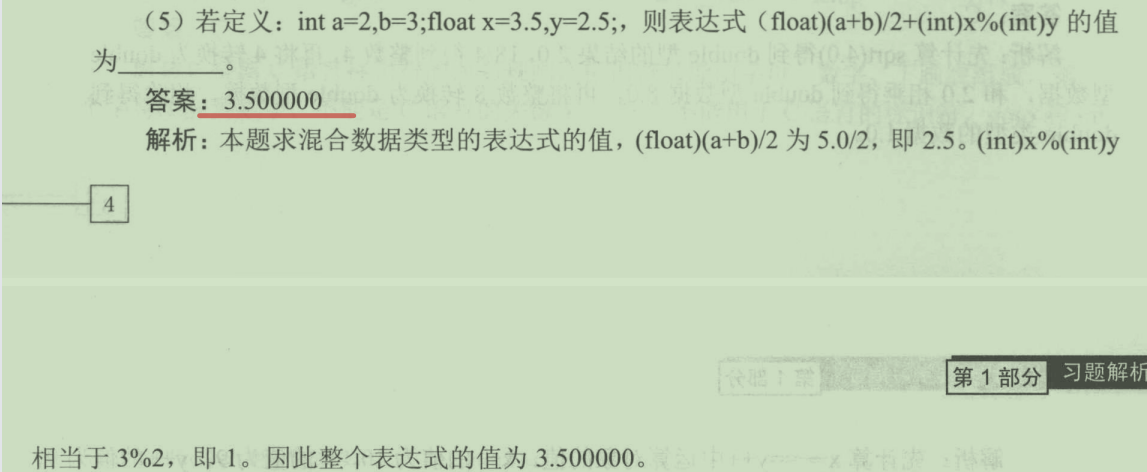 （5）若定义：int a=2,b=3;float x=3.5,y=2.5;，则表达式（float)(a+b)/2+(int)x%(int)y 的值
为________。
答案：3.500000
解析：本题求混合数据类型的表达式的值，(float)(a+b)/2 为 5.0/2，即 2.5。(int)x%(int)y
4
第 1 部分 习题解析
相当于 3%2，即 1。因此整个表达式的值为 3.500000。